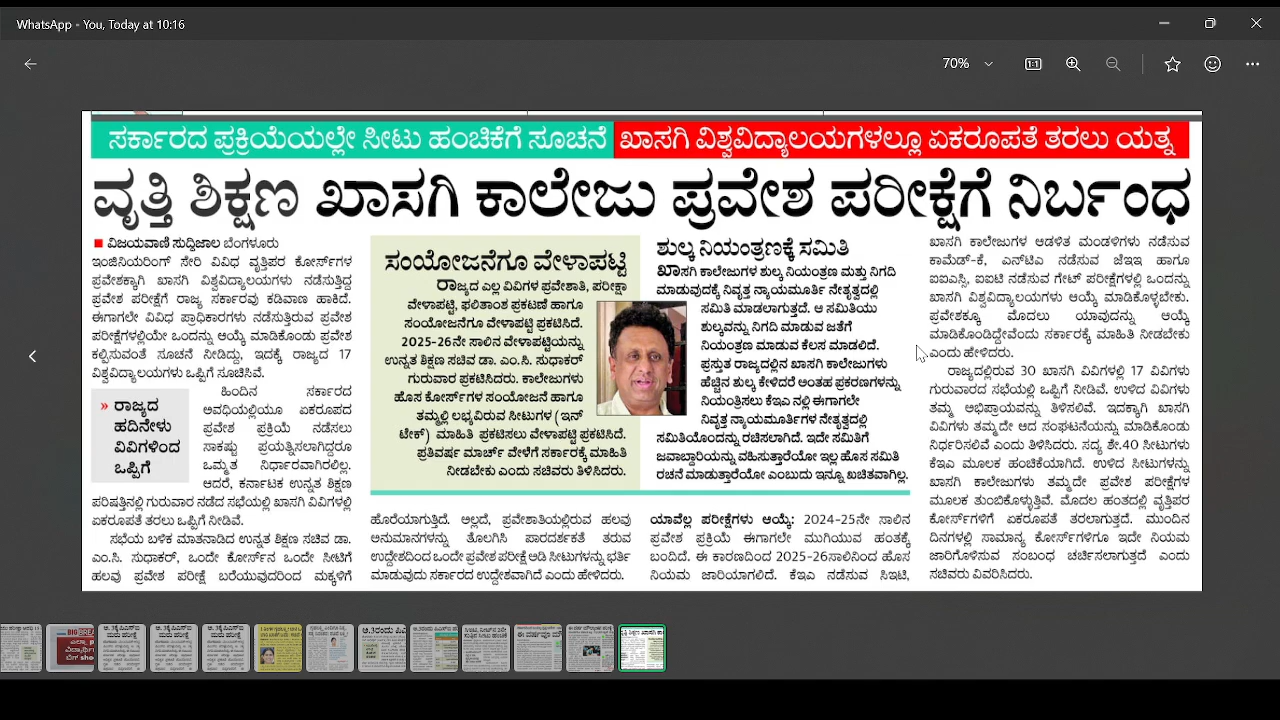 WhatsApp - You, Today at 10:16
70%
ಸರ್ಕಾರದ ಪ್ರಕ್ರಿಯೆಯಲ್ಲೇ ಸೀಟು ಹಂಚಿಕೆಗೆ ಸೂಚನೆ
ಖಾಸಗಿ ವಿಶ್ವವಿದ್ಯಾಲಯಗಳಲ್ಲೂ ಏಕರೂಪತೆ ತರಲು ಯತ್ನ
ವೃತ್ತಿ ಶಿಕ್ಷಣ ಖಾಸಗಿ ಕಾಲೇಜು ಪ್ರವೇಶ ಪರೀಕ್ಷೆಗೆ ನಿರ್ಬಂಧ
ವಿಜಯವಾಣಿ ಸುದ್ದಿಜಾಲ ಬೆಂಗಳೂರು
ಇಂಜಿನಿಯರಿಂಗ್ ಸೇರಿ ವಿವಿಧ ವೃತ್ತಿಪರ ಕೋರ್ಸ್‌ಗಳ
ಪ್ರವೇಶಕ್ಕಾಗಿ ಖಾಸಗಿ ವಿಶ್ವವಿದ್ಯಾಲಯಗಳು ನಡೆಸುತ್ತಿದ್ದ
ಪ್ರವೇಶ ಪರೀಕ್ಷೆಗೆ ರಾಜ್ಯ ಸರ್ಕಾರವು ಕಡಿವಾಣ ಹಾಕಿದೆ.
ಈಗಾಗಲೇ ವಿವಿಧ ಪ್ರಾಧಿಕಾರಗಳು ನಡೆಸುತ್ತಿರುವ ಪ್ರವೇಶ
ಪರೀಕ್ಷೆಗಳಲ್ಲಿಯೇ ಒಂದನ್ನು ಆಯ್ಕೆ ಮಾಡಿಕೊಂಡು ಪ್ರವೇಶ
ಕಲ್ಪಿಸುವಂತೆ ಸೂಚನೆ ನೀಡಿದ್ದು, ಇದಕ್ಕೆ ರಾಜ್ಯದ 17
ವಿಶ್ವವಿದ್ಯಾಲಯಗಳು ಒಪ್ಪಿಗೆ ಸೂಚಿಸಿವೆ.
» ರಾಜ್ಯದ
ಹದಿನೇಳು
ವಿವಿಗಳಿಂದ
ಒಪ್ಪಿಗೆ
ಹಿಂದಿನ ಸರ್ಕಾರದ
ಅವಧಿಯಲ್ಲಿಯೂ ಏಕರೂಪದ
ಪ್ರವೇಶ ಪ್ರಕ್ರಿಯೆ ನಡೆಸಲು
ಸಾಕಷ್ಟು ಪ್ರಯತ್ನಿಸಲಾಗಿದ್ದರೂ
ಒಮ್ಮತ ನಿರ್ಧಾರವಾಗಿರಲಿಲ್ಲ.
ಆದರೆ, ಕರ್ನಾಟಕ ಉನ್ನತ ಶಿಕ್ಷಣ
ಪರಿಷತ್ತಿನಲ್ಲಿ ಗುರುವಾರ ನಡೆದ ಸಭೆಯಲ್ಲಿ ಖಾಸಗಿ ವಿವಿಗಳಲ್ಲಿ
ಏಕರೂಪತೆ ತರಲು ಒಪ್ಪಿಗೆ ನೀಡಿವೆ.
ಸಭೆಯ ಬಳಿಕ ಮಾತನಾಡಿದ ಉನ್ನತ ಶಿಕ್ಷಣ ಸಚಿವ ಡಾ.
ಎಂ.ಸಿ. ಸುಧಾಕರ್, ಒಂದೇ ಕೋರ್ಸ್‌ನ ಒಂದೇ ಸೀಟಿಗೆ
ಹಲವು ಪ್ರವೇಶ ಪರೀಕ್ಷೆ ಬರೆಯುವುದರಿಂದ ಮಕ್ಕಳಿಗೆ
ಸಂಯೋಜನೆಗೂ ವೇಳಾಪಟ್ಟಿ
ರಾಜ್ಯದ ಎಲ್ಲ ವಿವಿಗಳ ಪ್ರವೇಶಾತಿ, ಪರೀಕ್ಷಾ
ವೇಳಾಪಟ್ಟಿ, ಫಲಿತಾಂಶ ಪ್ರಕಟಣೆ ಹಾಗೂ
ಸಂಯೋಜನೆಗೂ ವೇಳಾಪಟ್ಟಿ ಪ್ರಕಟಿಸಿದೆ.
2025-26ನೇ ಸಾಲಿನ ವೇಳಾಪಟ್ಟಿಯನ್ನು
ಉನ್ನತ ಶಿಕ್ಷಣ ಸಚಿವ ಡಾ. ಎಂ.ಸಿ. ಸುಧಾಕರ್
ಗುರುವಾರ ಪ್ರಕಟಿಸಿದರು. ಕಾಲೇಜುಗಳು
ಹೊಸ ಕೋರ್ಸ್‌ಗಳ ಸಂಯೋಜನೆ ಹಾಗೂ
ತಮ್ಮಲ್ಲಿ ಲಭ್ಯವಿರುವ ಸೀಟುಗಳ (ಇನ್
ಟೇಕ್) ಮಾಹಿತಿ ಪ್ರಕಟಿಸಲು ವೇಳಾಪಟ್ಟಿ ಪ್ರಕಟಿಸಿದೆ.
ಪ್ರತಿವರ್ಷ ಮಾರ್ಚ್ ವೇಳೆಗೆ ಸರ್ಕಾರಕ್ಕೆ ಮಾಹಿತಿ
ನೀಡಬೇಕು ಎಂದು ಸಚಿವರು ತಿಳಿಸಿದರು.
ಶುಲ್ಕ ನಿಯಂತ್ರಣಕ್ಕೆ ಸಮಿತಿ
ಖಾಸಗಿ ಕಾಲೇಜುಗಳ ಶುಲ್ಕ ನಿಯಂತ್ರಣ ಮತ್ತು ನಿಗದಿ
ಮಾಡುವುದಕ್ಕೆ ನಿವೃತ್ತ ನ್ಯಾಯಮೂರ್ತಿ ನೇತೃತ್ವದಲ್ಲಿ
ಸಮಿತಿ ಮಾಡಲಾಗುತ್ತದೆ. ಆ ಸಮಿತಿಯು
ಶುಲ್ಕವನ್ನು ನಿಗದಿ ಮಾಡುವ ಜತೆಗೆ
ನಿಯಂತ್ರಣ ಮಾಡುವ ಕೆಲಸ ಮಾಡಲಿದೆ.
ಪ್ರಸ್ತುತ ರಾಜ್ಯದಲ್ಲಿನ ಖಾಸಗಿ ಕಾಲೇಜುಗಳು
ಹೆಚ್ಚಿನ ಶುಲ್ಕ ಕೇಳಿದರೆ ಅಂತಹ ಪ್ರಕರಣಗಳನ್ನು
ನಿಯಂತ್ರಿಸಲು ಕೆಇಎ ನಲ್ಲಿ ಈಗಾಗಲೇ
ನಿವೃತ್ತ ನ್ಯಾಯಮೂರ್ತಿಗಳ ನೇತೃತ್ವದಲ್ಲಿ
ಸಮಿತಿಯೊಂದನ್ನು ರಚಿಸಲಾಗಿದೆ. ಇದೇ ಸಮಿತಿಗೆ
ಜವಾಬ್ದಾರಿಯನ್ನು ವಹಿಸುತ್ತಾರೆಯೋ ಇಲ್ಲ ಹೊಸ ಸಮಿತಿ
ರಚನೆ ಮಾಡುತ್ತಾರೆಯೋ ಎಂಬುದು ಇನ್ನೂ ಖಚಿತವಾಗಿಲ್ಲ.
ಹೊರೆಯಾಗುತ್ತಿದೆ. ಅಲ್ಲದೆ, ಪ್ರವೇಶಾತಿಯಲ್ಲಿರುವ ಹಲವು
ಅನುಮಾನಗಳನ್ನು ತೊಲಗಿಸಿ ಪಾರದರ್ಶಕತೆ ತರುವ
ಉದ್ದೇಶದಿಂದ ಒಂದೇ ಪ್ರವೇಶ ಪರೀಕ್ಷೆ ಅಡಿ ಸೀಟುಗಳನ್ನು ಭರ್ತಿ
ಮಾಡುವುದು ಸರ್ಕಾರದ ಉದ್ದೇಶವಾಗಿದೆ ಎಂದು ಹೇಳಿದರು.
ಯಾವೆಲ್ಲ ಪರೀಕ್ಷೆಗಳು ಆಯ್ಕೆ: 2024-25ನೇ ಸಾಲಿನ
ಪ್ರವೇಶ ಪ್ರಕ್ರಿಯೆ ಈಗಾಗಲೇ ಮುಗಿಯುವ ಹಂತಕ್ಕೆ
ಬಂದಿದೆ. ಈ ಕಾರಣದಿಂದ 2025-26ಸಾಲಿನಿಂದ ಹೊಸ
ನಿಯಮ ಜಾರಿಯಾಗಲಿದೆ. ಕೆಇಎ ನಡೆಸುವ ಸಿಇಟಿ,
ಖಾಸಗಿ ಕಾಲೇಜುಗಳ ಆಡಳಿತ ಮಂಡಳಿಗಳು ನಡೆಸುವ
ಕಾಮೆಡ್-ಕೆ, ಎನ್‌ಟಿಎ ನಡೆಸುವ ಜೆಇಇ ಹಾಗೂ
ಐಐಎಸ್ಸಿ, ಐಐಟಿ ನಡೆಸುವ ಗೇಟ್ ಪರೀಕ್ಷೆಗಳಲ್ಲಿ ಒಂದನ್ನು
ಖಾಸಗಿ ವಿಶ್ವವಿದ್ಯಾಲಯಗಳು ಆಯ್ಕೆ ಮಾಡಿಕೊಳ್ಳಬೇಕು.
ಪ್ರವೇಶಕ್ಕೂ ಮೊದಲು ಯಾವುದನ್ನು ಆಯ್ಕೆ
ಮಾಡಿಕೊಂಡಿದ್ದೇವೆಂದು ಸರ್ಕಾರಕ್ಕೆ ಮಾಹಿತಿ ನೀಡಬೇಕು
ಎಂದು ಹೇಳಿದರು.
ರಾಜ್ಯದಲ್ಲಿರುವ 30 ಖಾಸಗಿ ವಿವಿಗಳಲ್ಲಿ 17 ವಿವಿಗಳು
ಗುರುವಾರದ ಸಭೆಯಲ್ಲಿ ಒಪ್ಪಿಗೆ ನೀಡಿವೆ. ಉಳಿದ ವಿವಿಗಳು
ತಮ್ಮ ಅಭಿಪ್ರಾಯವನ್ನು ತಿಳಿಸಲಿವೆ. ಇದಕ್ಕಾಗಿ ಖಾಸಗಿ
ವಿವಿಗಳು ತಮ್ಮದೇ ಆದ ಸಂಘಟನೆಯನ್ನು ಮಾಡಿಕೊಂಡು
ನಿರ್ಧರಿಸಲಿವೆ ಎಂದು ತಿಳಿಸಿದರು. ಸದ್ಯ ಶೇ.40 ಸೀಟುಗಳು
ಕೆಇಎ ಮೂಲಕ ಹಂಚಿಕೆಯಾಗಿದೆ. ಉಳಿದ ಸೀಟುಗಳನ್ನು
ಖಾಸಗಿ ಕಾಲೇಜುಗಳು ತಮ್ಮದೇ ಪ್ರವೇಶ ಪರೀಕ್ಷೆಗಳ
ಮೂಲಕ ತುಂಬಿಕೊಳ್ಳುತ್ತಿವೆ. ಮೊದಲ ಹಂತದಲ್ಲಿ ವೃತ್ತಿಪರ
ಕೋರ್ಸ್‌ಗಳಿಗೆ ಏಕರೂಪತೆ ತರಲಾಗುತ್ತದೆ. ಮುಂದಿನ
ದಿನಗಳಲ್ಲಿ ಸಾಮಾನ್ಯ ಕೋರ್ಸ್‌ಗಳಿಗೂ ಇದೇ ನಿಯಮ
ಜಾರಿಗೊಳಿಸುವ ಸಂಬಂಧ ಚರ್ಚಿಸಲಾಗುತ್ತದೆ ಎಂದು
ಸಚಿವರು ವಿವರಿಸಿದರು.